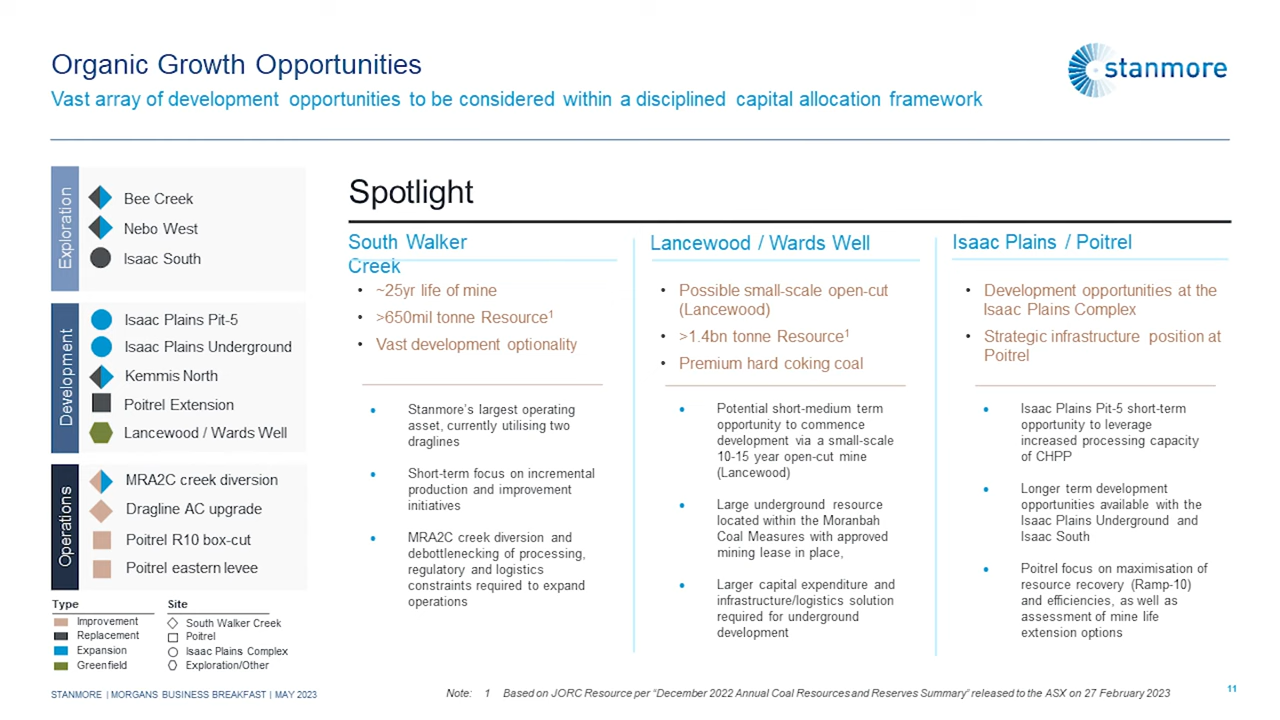 Organic Growth Opportunities
stanmore
Vast array of development opportunities to be considered within a disciplined capital allocation framework
Exploration
Bee Creek
Nebo West
Isaac South
Development
Isaac Plains Pit-5
Isaac Plains Underground
Kemmis North
Poitrel Extension
Lancewood / Wards Well
Operations
MRA2C creek diversion
Dragline AC upgrade
Poitrel R10 box-cut
Poitrel eastern levee
Type
Improvement
Replacement
Expansion
Greenfield
Site
South Walker Creek
Poitrel
Isaac Plains Complex
Exploration/Other
Spotlight
South Walker
Creek
• ~25yr life of mine
• >650mil tonne Resource1
• Vast development optionality
• Stanmore's largest operating
asset, currently utilising two
draglines
• Short-term focus on incremental
production and improvement
initiatives
• MRA2C creek diversion and
debottlenecking of processing,
regulatory and logistics
constraints required to expand
operations
Lancewood / Wards Well
• Possible small-scale open-cut
(Lancewood)
• >1.4bn tonne Resource1
• Premium hard coking coal
• Potential short-medium term
opportunity to commence
development via a small-scale
10-15 year open-cut mine
(Lancewood)
• Large underground resource
located within the Moranbah
Coal Measures with approved
mining lease in place,
• Larger capital expenditure and
infrastructure/logistics solution
required for underground
development
Isaac Plains / Poitrel
• Development opportunities at the
Isaac Plains Complex
• Strategic infrastructure position at
Poitrel
• Isaac Plains Pit-5 short-term
opportunity to leverage
increased processing capacity
of CHPP
• Longer term development
opportunities available with the
Isaac Plains Underground and
Isaac South
• Poitrel focus on maximisation of
resource recovery (Ramp-10)
and efficiencies, as well as
assessment of mine life
extension options
STANMORE | MORGANS BUSINESS BREAKFAST | MAY 2023
Note: 1 Based on JORC Resource per "December 2022 Annual Coal Resources and Reserves Summary" released to the ASX on 27 February 2023
11